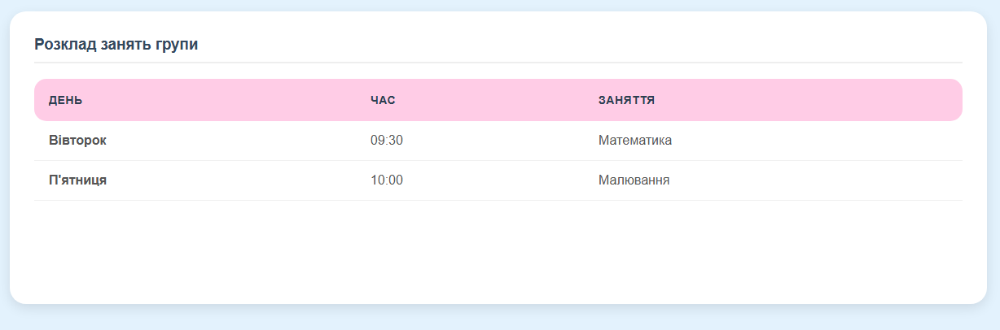 Розклад занять групи
ДЕНЬ ЧАС ЗАНЯТТЯ
Вівторок 09:30 Математика
П'ятниця 10:00 Малювання